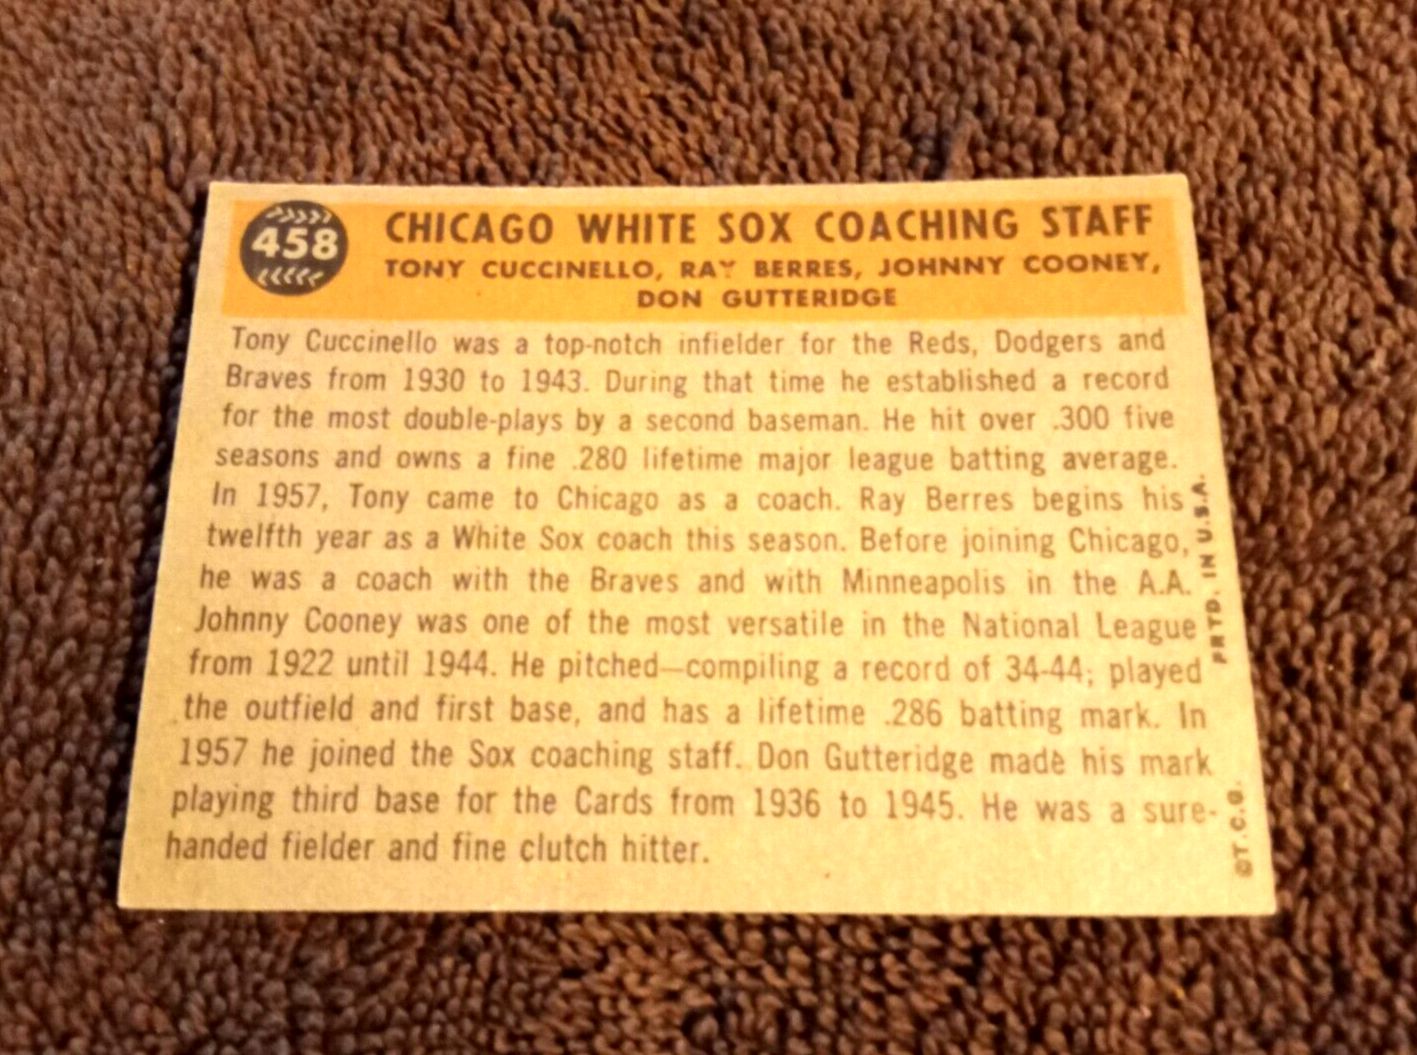 458
CHICAGO WHITE SOX COACHING STAFF
TONY CUCCINELLO, RAY BERRES, JOHNNY COONEY,
DON GUTTERIDGE
Tony Cuccinello was a top-notch infielder for the Reds, Dodgers and
Braves from 1930 to 1943. During that time he established a record
for the most double-plays by a second baseman. He hit over .300 five
seasons and owns a fine .280 lifetime major league batting average.
In 1957, Tony came to Chicago as a coach. Ray Berres begins his
twelfth year as a White Sox coach this season. Before joining Chicago,
he was a coach with the Braves and with Minneapolis in the A.A.
Johnny Cooney was one of the most versatile in the National League
from 1922 until 1944. He pitched—compiling a record of 34-44; played
the outfield and first base, and has a lifetime .286 batting mark. In
1957 he joined the Sox coaching staff. Don Gutteridge made his mark
playing third base for the Cards from 1936 to 1945. He was a sure-
handed fielder and fine clutch hitter.
©T.C.G. PRTD. IN U.S.A.